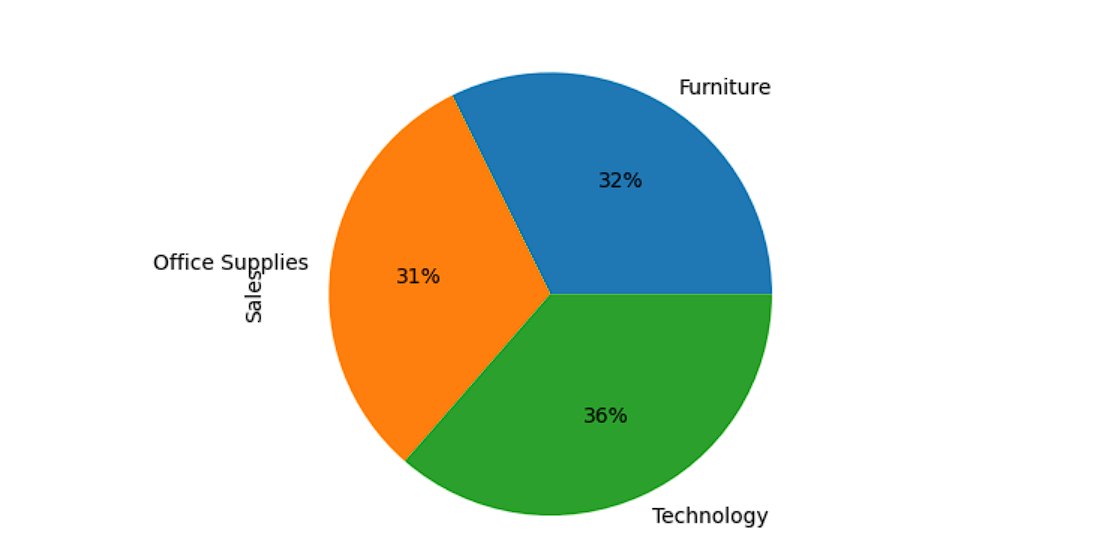 Furniture
32%
Office Supplies
31%
Sales
36%
Technology